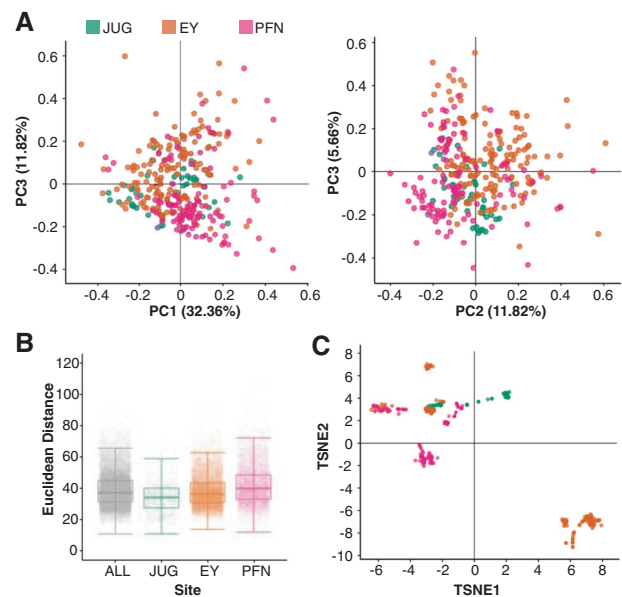 A
JUG EY PFN
PC3 (11.82%)
0.6
0.4
0.2
0
-0.2
-0.4
-0.4 -0.2 0 0.2 0.4 0.6
PC1 (32.36%)
PC3 (5.66%)
0.6
0.4
0.2
0
-0.2
-0.4
-0.4 -0.2 0 0.2 0.4 0.6
PC2 (11.82%)
B
Euclidean Distance
120
100
80
60
40
20
0
ALL JUG EY PFN
Site
C
TSNE2
8
6
4
2
0
-2
-4
-6
-8
-10
-6 -4 -2 0 2 4 6 8
TSNE1